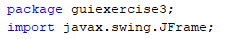 package guiexercise3;
import javax.swing.JFrame;